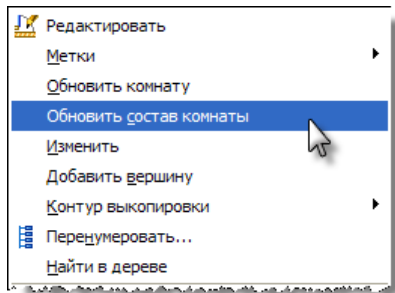 Редактировать
Метки
Обновить комнату
Обновить состав комнаты
Изменить
Добавить вершину
Контур выкопировки
Перенумеровать...
Найти в дереве